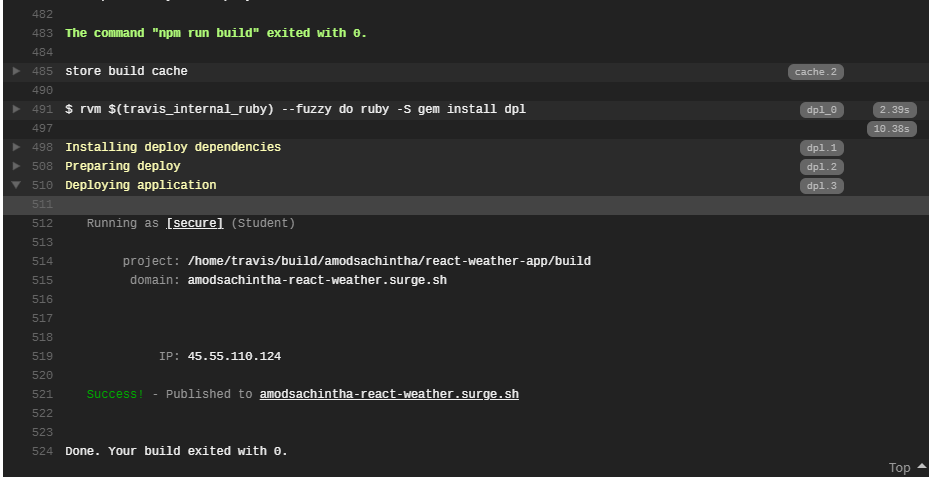 482
483 The command "npm run build" exited with 0.
484
485 store build cache cache.2
490
491 $ rvm $(travis_internal_ruby) --fuzzy do ruby -S gem install dpl dpl_0 2.39s
497 10.38s
498 Installing deploy dependencies dpl.1
508 Preparing deploy dpl.2
510 Deploying application dpl.3
511
512 Running as [secure] (Student)
513
514 project: /home/travis/build/amodsachintha/react-weather-app/build
515 domain: amodsachintha-react-weather.surge.sh
516
517
518
519 IP: 45.55.110.124
520
521 Success! - Published to amodsachintha-react-weather.surge.sh
522
523
524 Done. Your build exited with 0.
Top